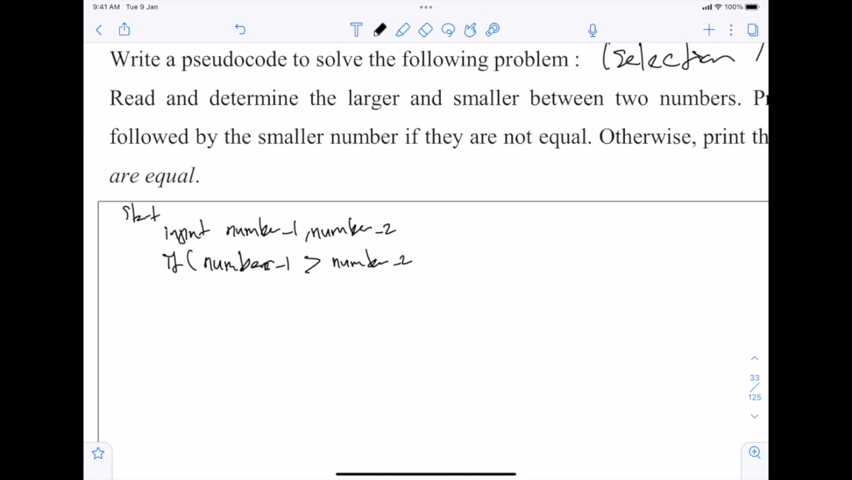 9:41 AM Tue 9 Jan
100%
Write a pseudocode to solve the following problem : (selection
Read and determine the larger and smaller between two numbers. Pr
followed by the smaller number if they are not equal. Otherwise, print th
are equal.
Start
input number_1, number_2
If ( number_1 > number_2
33
/
125